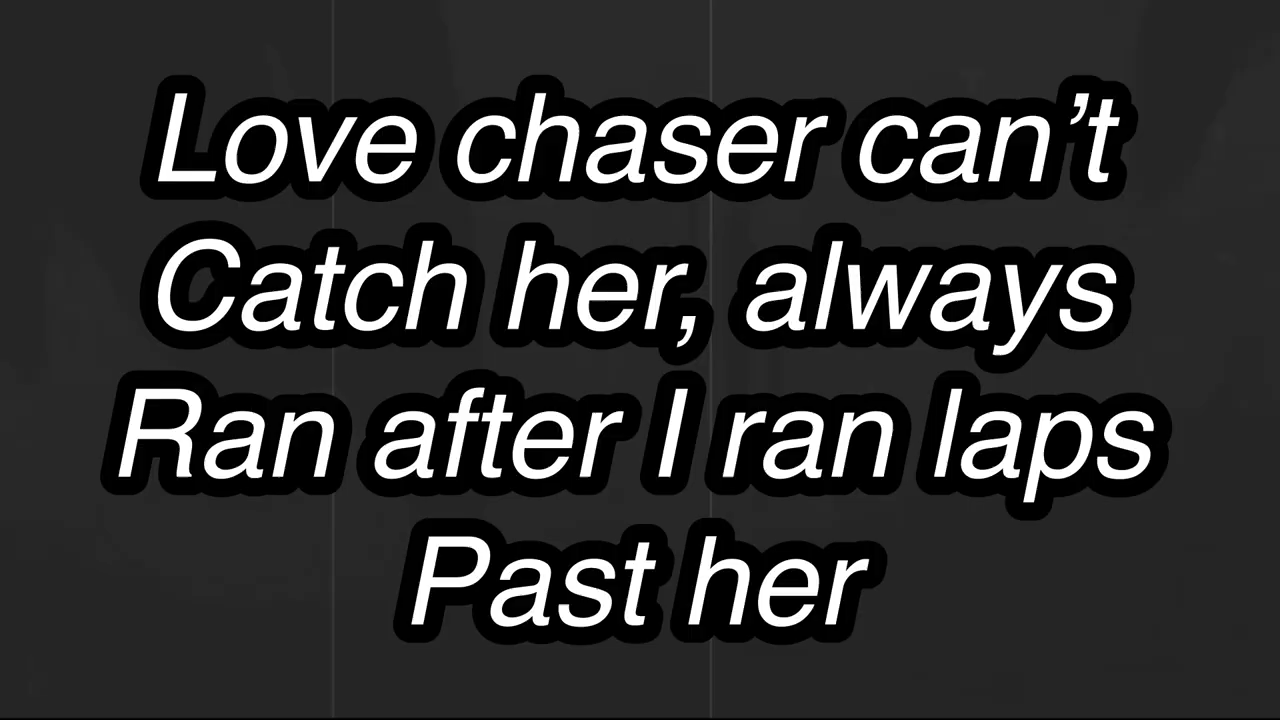 Love chaser can’t
Catch her, always
Ran after I ran laps
Past her